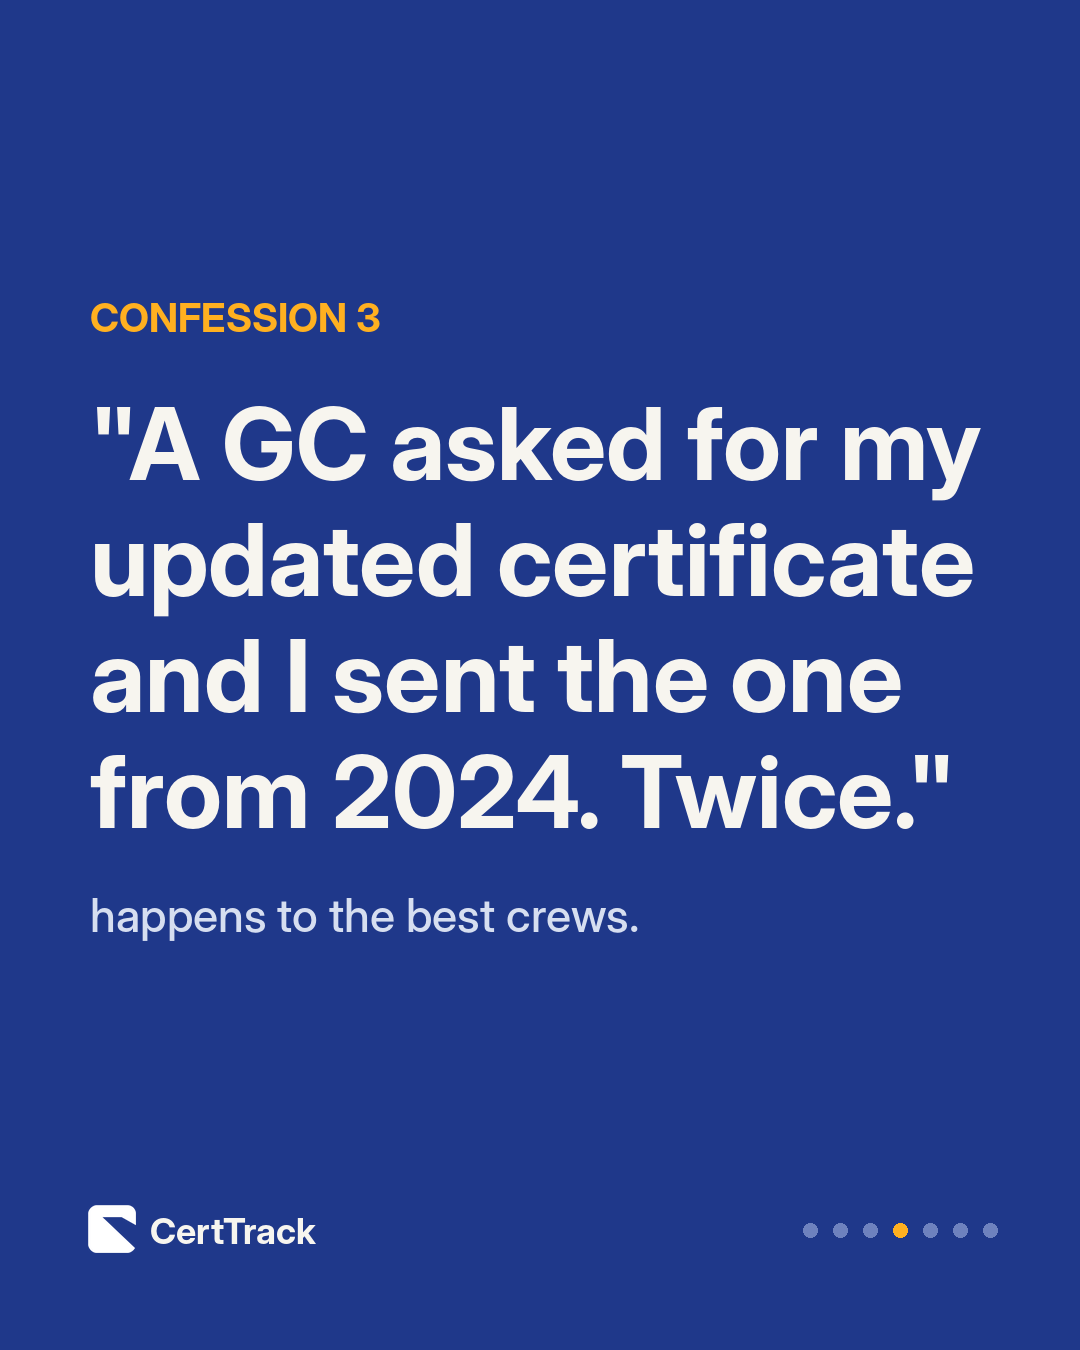 CONFESSION 3
"A GC asked for my
updated certificate
and I sent the one
from 2024. Twice."
happens to the best crews.
CertTrack